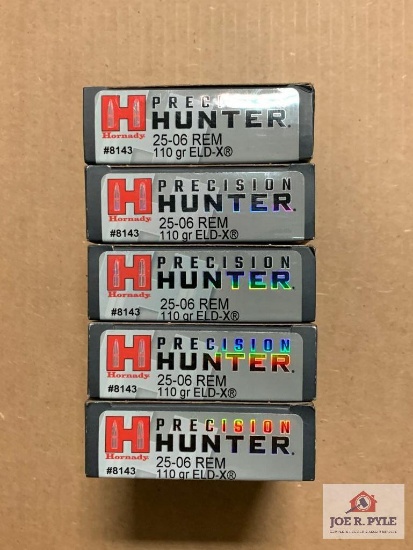 PRECISION
HUNTER®
25-06 REM
110 gr ELD-X®
Hornady
#8143
PRECISION
HUNTER®
25-06 REM
110 gr ELD-X®
Hornady
#8143
PRECISION
HUNTER®
25-06 REM
110 gr ELD-X®
Hornady
#8143
PRECISION
HUNTER®
25-06 REM
110 gr ELD-X®
Hornady
#8143
PRECISION
HUNTER®
25-06 REM
110 gr ELD-X®
Hornady
#8143
JOE R. PYLE